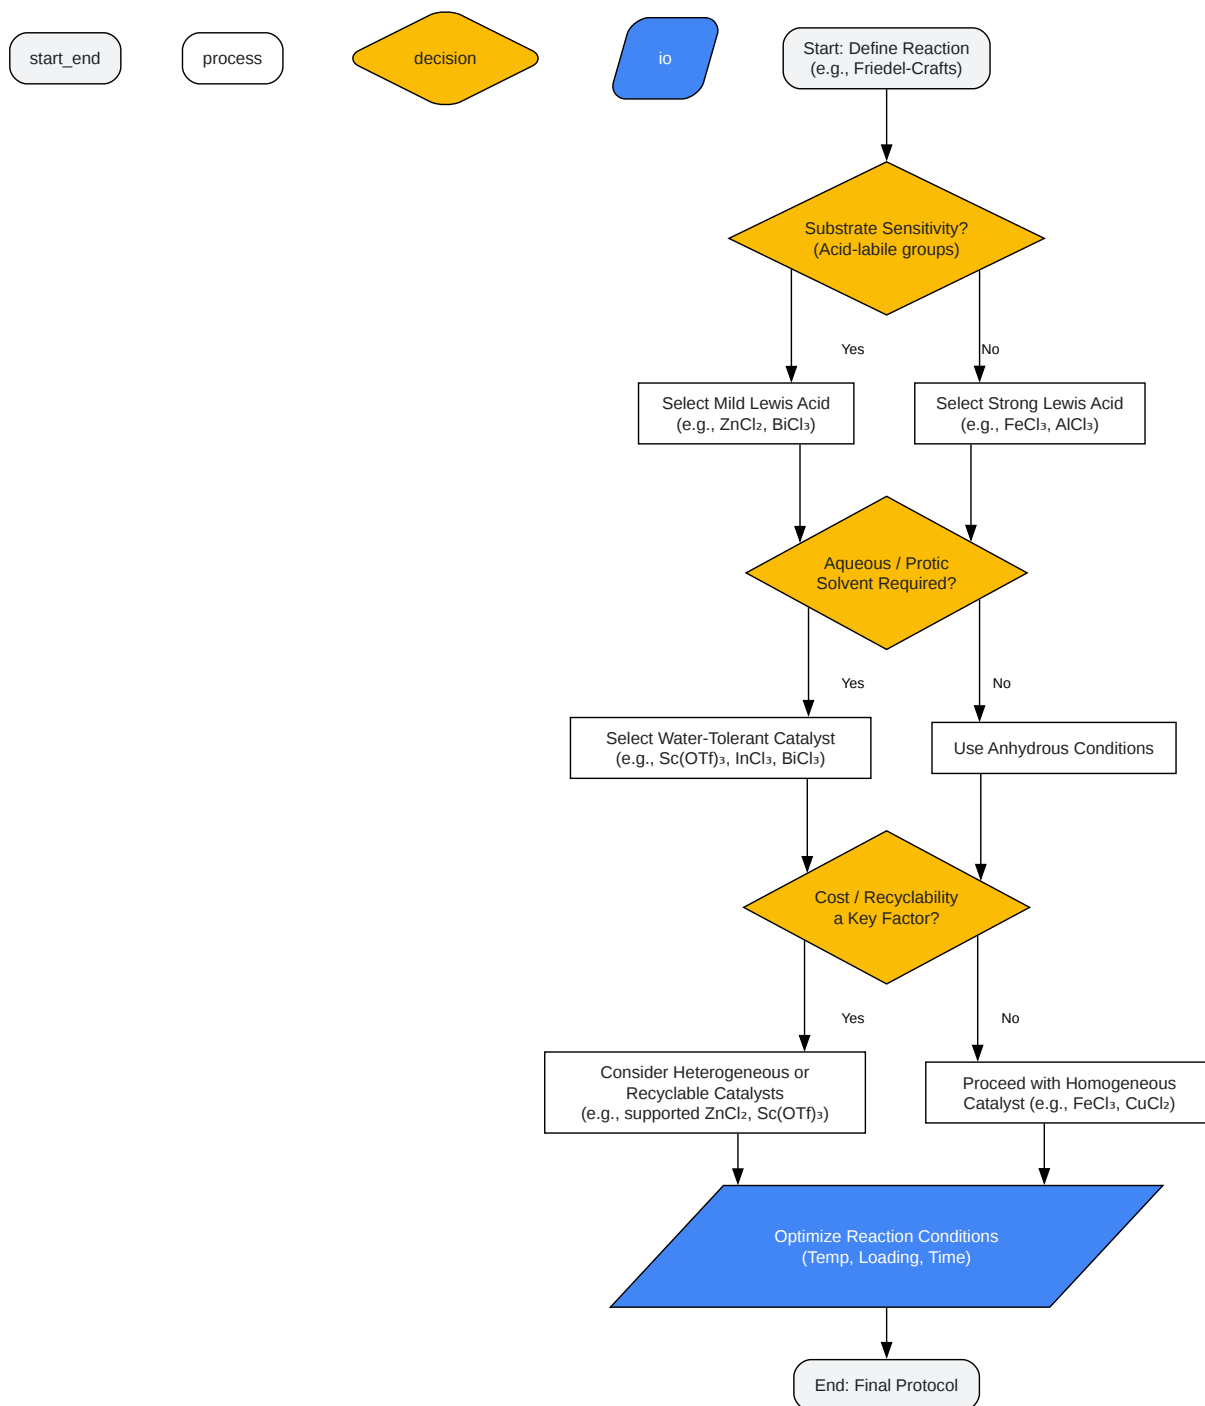 start_end
process
decision
io
Start: Define Reaction
(e.g., Friedel-Crafts)
Substrate Sensitivity?
(Acid-labile groups)
Yes
No
Select Mild Lewis Acid
(e.g., ZnCl₂, BiCl₃)
Select Strong Lewis Acid
(e.g., FeCl₃, AlCl₃)
Aqueous / Protic
Solvent Required?
Yes
No
Select Water-Tolerant Catalyst
(e.g., Sc(OTf)₃, InCl₃, BiCl₃)
Use Anhydrous Conditions
Cost / Recyclability
a Key Factor?
Yes
No
Consider Heterogeneous or
Recyclable Catalysts
(e.g., supported ZnCl₂, Sc(OTf)₃)
Proceed with Homogeneous
Catalyst (e.g., FeCl₃, CuCl₂)
Optimize Reaction Conditions
(Temp, Loading, Time)
End: Final Protocol